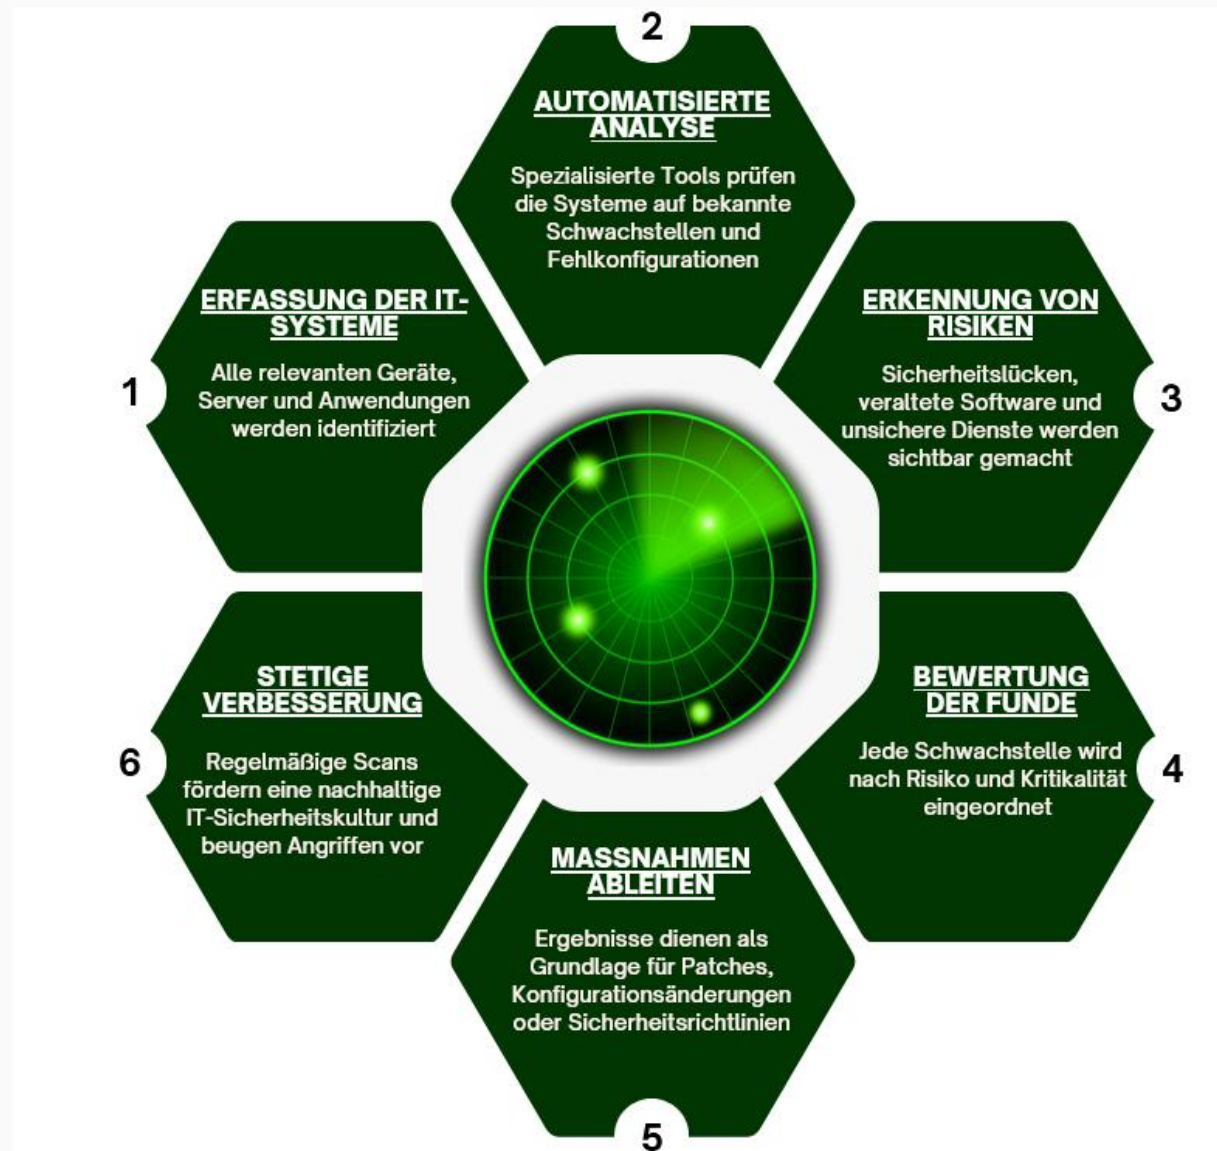 1
ERFASSUNG DER IT-
SYSTEME
Alle relevanten Geräte,
Server und Anwendungen
werden identifiziert
2
AUTOMATISIERTE
ANALYSE
Spezialisierte Tools prüfen
die Systeme auf bekannte
Schwachstellen und
Fehlkonfigurationen
3
ERKENNUNG VON
RISIKEN
Sicherheitslücken,
veraltete Software und
unsichere Dienste werden
sichtbar gemacht
4
BEWERTUNG
DER FUNDE
Jede Schwachstelle wird
nach Risiko und Kritikalität
eingeordnet
5
MASSNAHMEN
ABLEITEN
Ergebnisse dienen als
Grundlage für Patches,
Konfigurationsänderungen
oder Sicherheitsrichtlinien
6
STETIGE
VERBESSERUNG
Regelmäßige Scans
fördern eine nachhaltige
IT-Sicherheitskultur und
beugen Angriffen vor